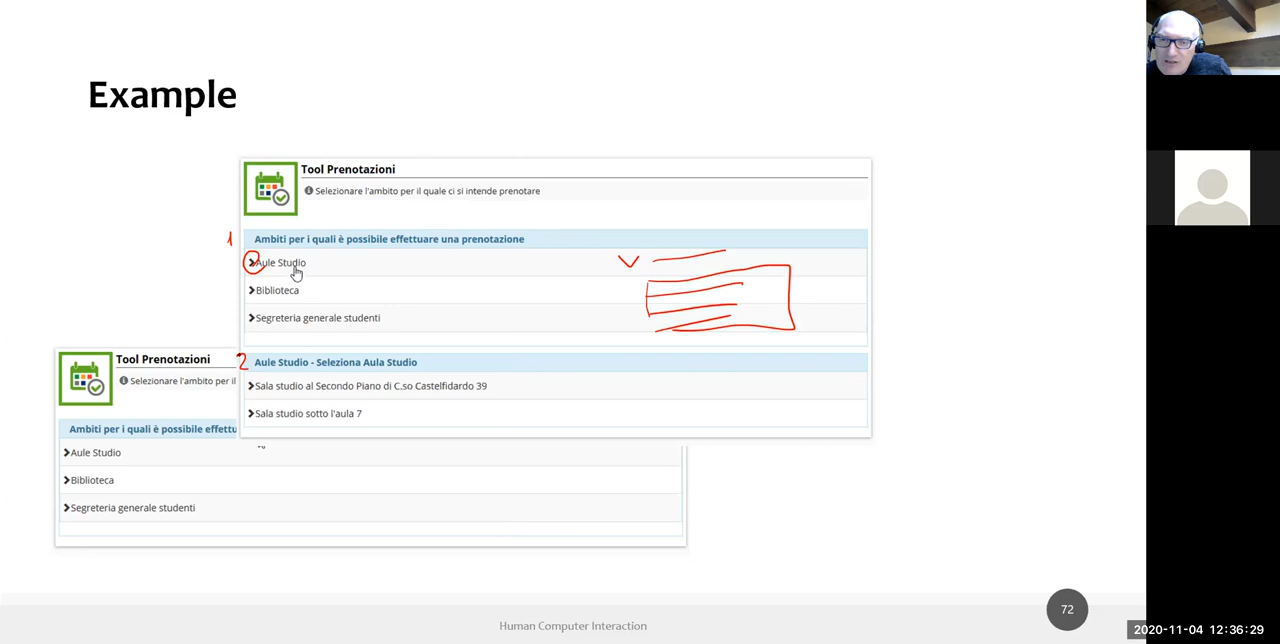 Example
Tool Prenotazioni
Selezionare l'ambito per il quale ci si intende prenotare
1
Ambiti per i quali è possibile effettuare una prenotazione
Aule Studio
Biblioteca
Segreteria generale studenti
2
Aule Studio - Seleziona Aula Studio
Sala studio al Secondo Piano di C.so Castelfidardo 39
Sala studio sotto l'aula 7
Tool Prenotazioni
Selezionare l'ambito per il
Ambiti per i quali è possibile effettu
Aule Studio
Biblioteca
Segreteria generale studenti
Human Computer Interaction
72
2020-11-04 12:36:29